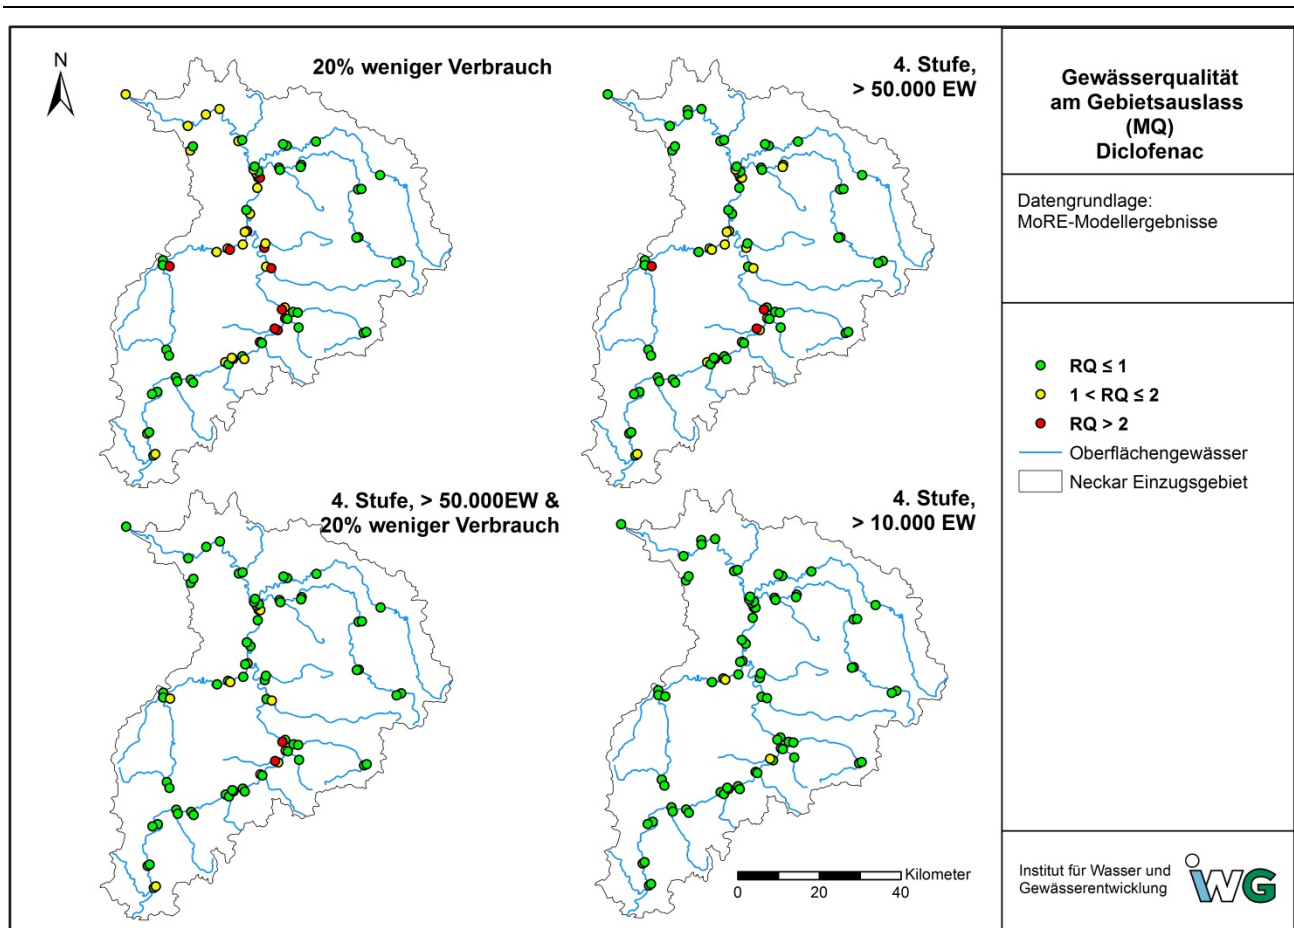 N
20% weniger Verbrauch
4. Stufe,
> 50.000 EW
4. Stufe, > 50.000EW &
20% weniger Verbrauch
4. Stufe,
> 10.000 EW
Kilometer
0 20 40
Gewässerqualität
am Gebietsauslass
(MQ)
Diclofenac
Datengrundlage:
MoRE-Modellergebnisse
RQ ≤ 1
1 < RQ ≤ 2
RQ > 2
Oberflächengewässer
Neckar Einzugsgebiet
Institut für Wasser und
Gewässerentwicklung
iWG